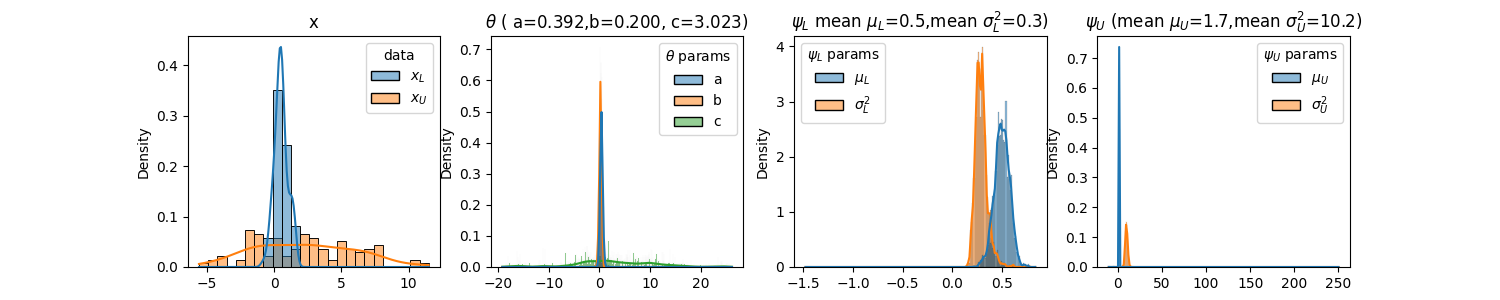 x
θ ( a=0.392,b=0.200, c=3.023)
ψ_L mean μ_L=0.5,mean σ_L^2=0.3)
ψ_U (mean μ_U=1.7,mean σ_U^2=10.2)
Density
0.4
0.3
0.2
0.1
0.0
−5
0
5
10
data
x_L
x_U
Density
0.7
0.6
0.5
0.4
0.3
0.2
0.1
0.0
−20
−10
0
10
20
θ params
a
b
c
Density
4
3
2
1
0
−1.5
−1.0
−0.5
0.0
0.5
ψ_L params
μ_L
σ_L^2
Density
0.7
0.6
0.5
0.4
0.3
0.2
0.1
0.0
0
50
100
150
200
250
ψ_U params
μ_U
σ_U^2